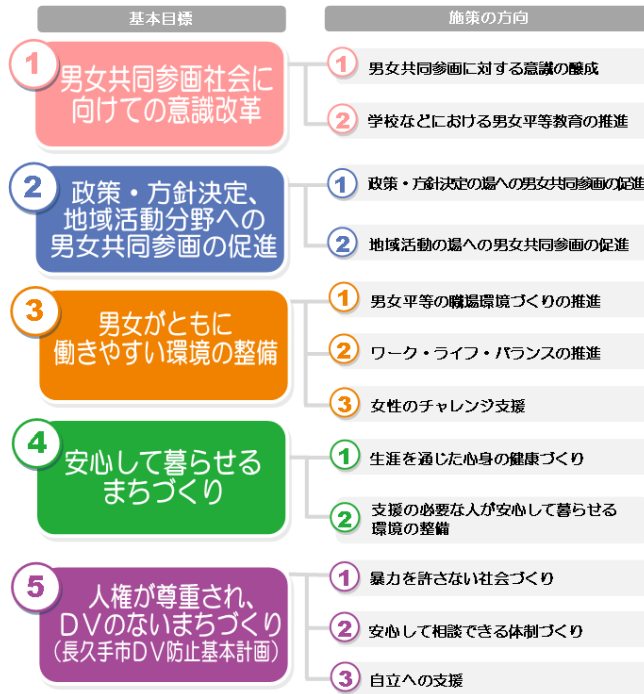 基本目標
施策の方向
1
男女共同参画社会に
向けての意識改革
1 男女共同参画に対する意識の醸成
2 学校などにおける男女平等教育の推進
2
政策・方針決定、
地域活動分野への
男女共同参画の促進
1 政策・方針決定の場への男女共同参画の促進
2 地域活動の場への男女共同参画の促進
3
男女がともに
働きやすい環境の整備
1 男女平等の職場環境づくりの推進
2 ワーク・ライフ・バランスの推進
3 女性のチャレンジ支援
4
安心して暮らせる
まちづくり
1 生涯を通じた心身の健康づくり
2 支援の必要な人が安心して暮らせる
環境の整備
5
人権が尊重され、
DVのないまちづくり
(長久手市DV防止基本計画)
1 暴力を許さない社会づくり
2 安心して相談できる体制づくり
3 自立への支援